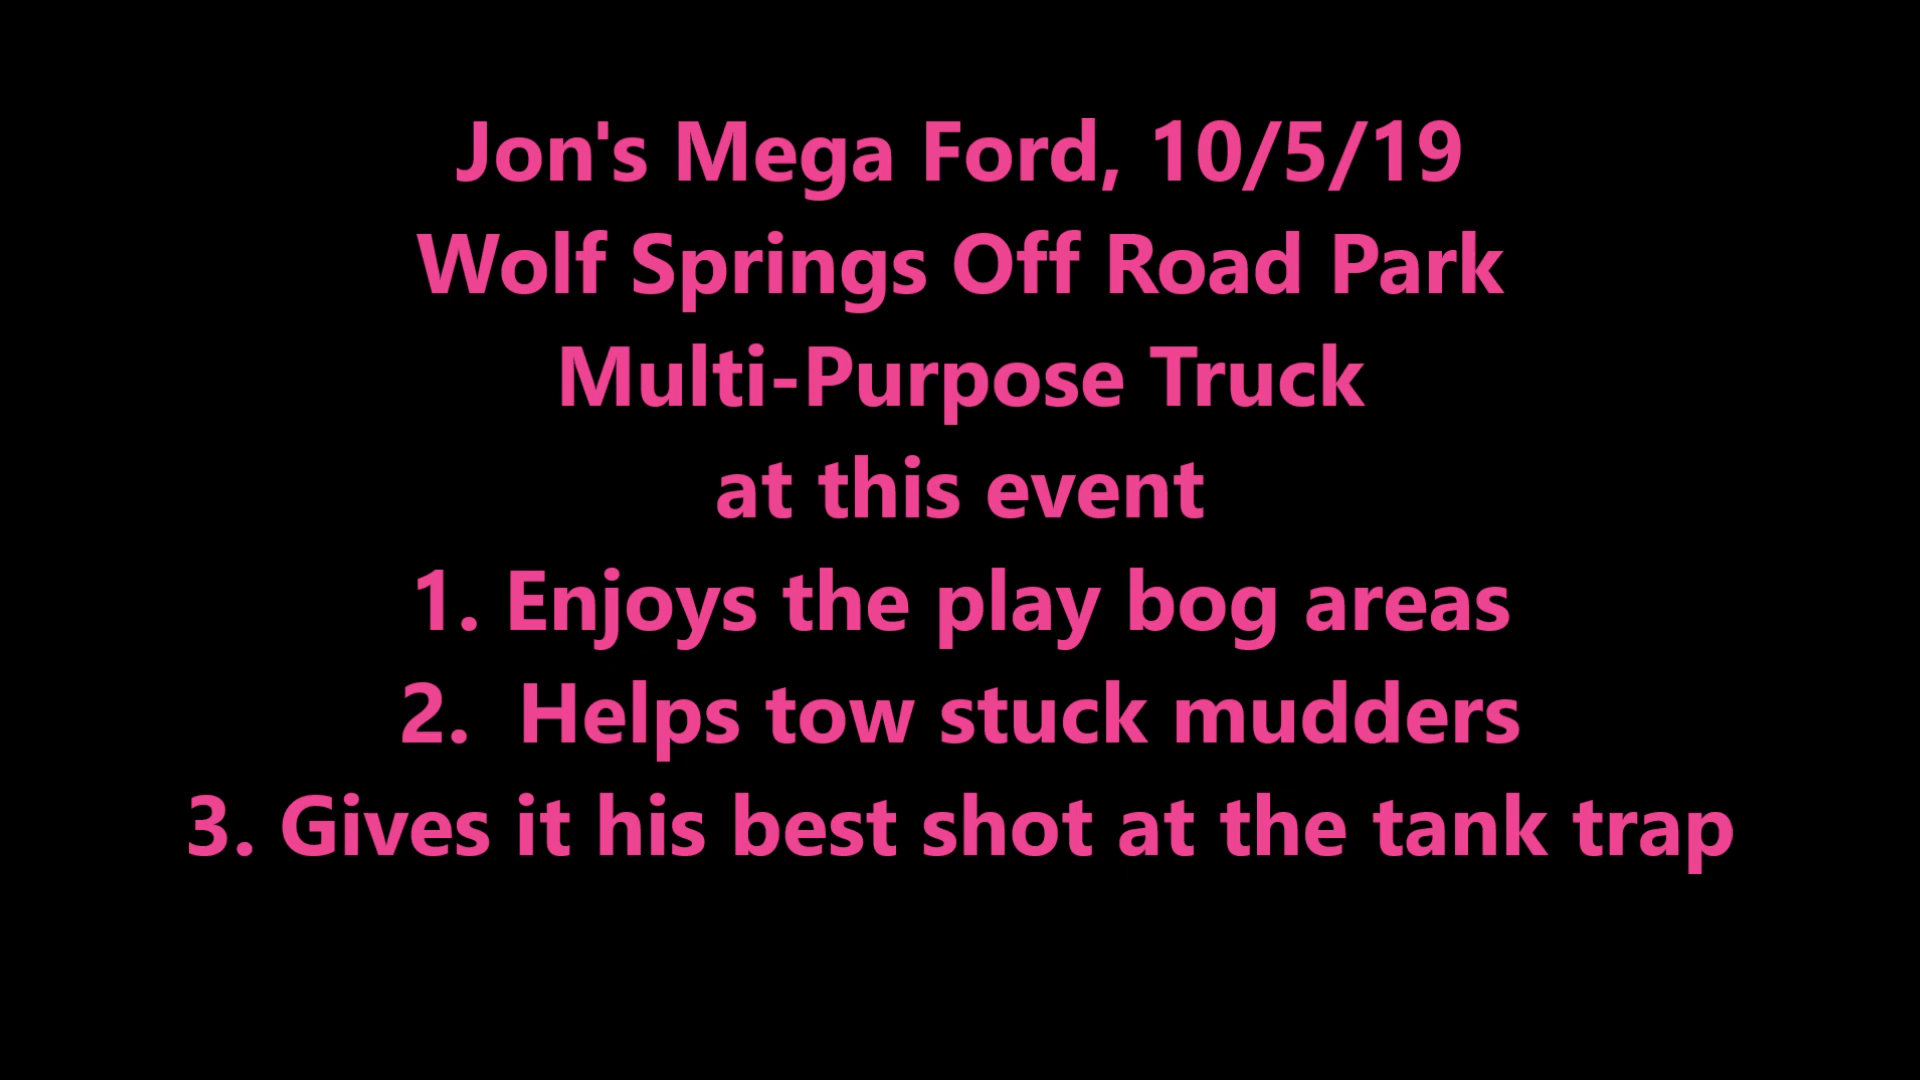 Jon's Mega Ford, 10/5/19
Wolf Springs Off Road Park
Multi-Purpose Truck
at this event
1. Enjoys the play bog areas
2.  Helps tow stuck mudders
3. Gives it his best shot at the tank trap